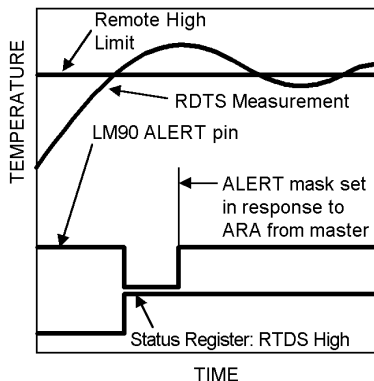 Remote High
Limit
RDTS Measurement
LM90 ALERT pin
ALERT mask set
in response to
ARA from master
Status Register: RTDS High
TEMPERATURE
TIME